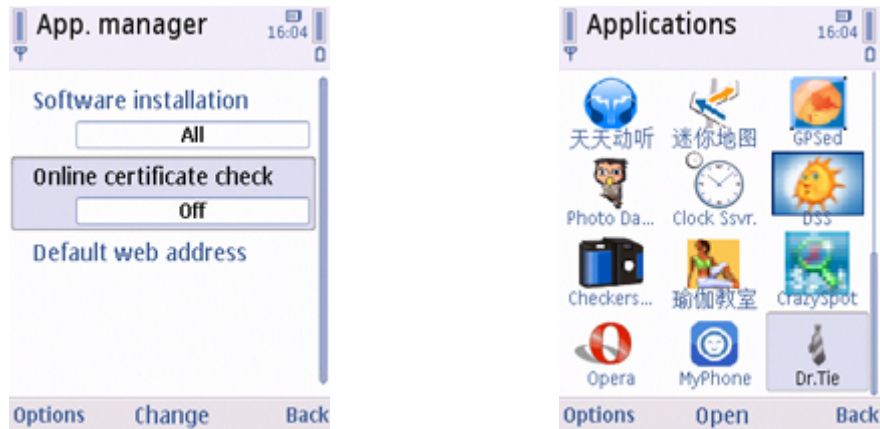 App. manager
16:04
Software installation
All
Online certificate check
Off
Default web address
Options Change Back
Applications
16:04
天天动听 迷你地图 GPSed
Photo Da... Clock Ssvr. DSS
Checkers... 瑜伽教室 CrazySpot
Opera MyPhone Dr.Tie
Options Open Back